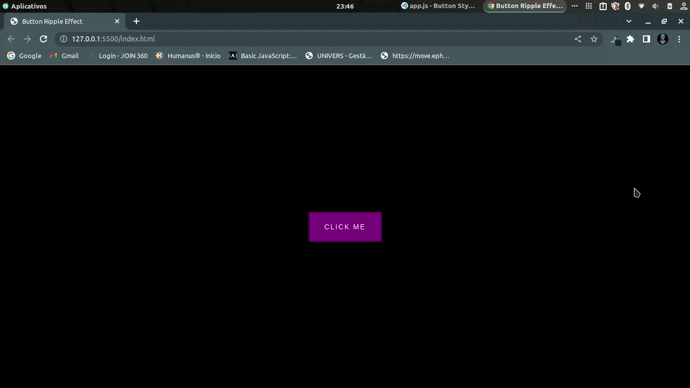 Aplicativos 23:46 app.js - Button Sty... Button Ripple Effec...
Button Ripple Effect
127.0.0.1:5500/index.html
Google Gmail Login - JOIN 360 Humanus® - Início Basic JavaScript:... UNIVERS - Gestã... https://move.eph...
CLICK ME